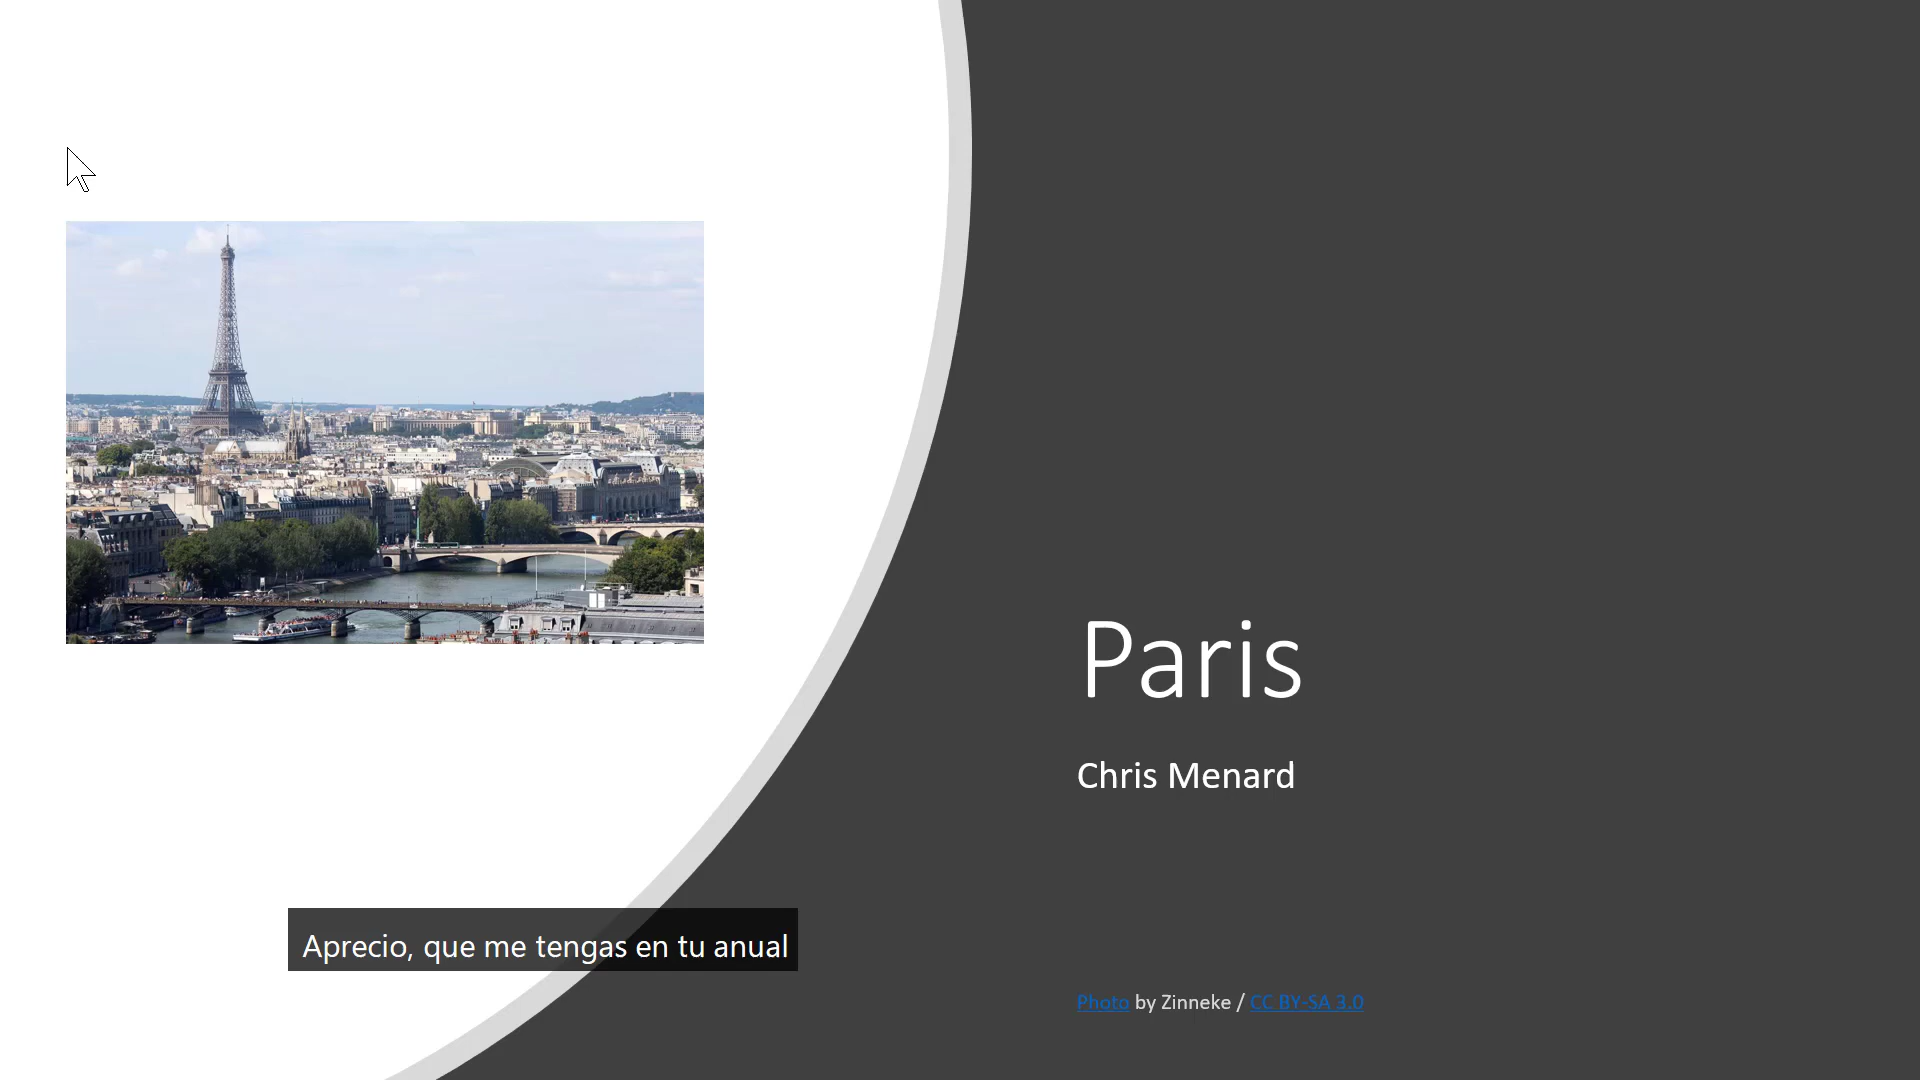 Paris
Chris Menard
Aprecio, que me tengas en tu anual
Photo by Zinneke / CC BY-SA 3.0